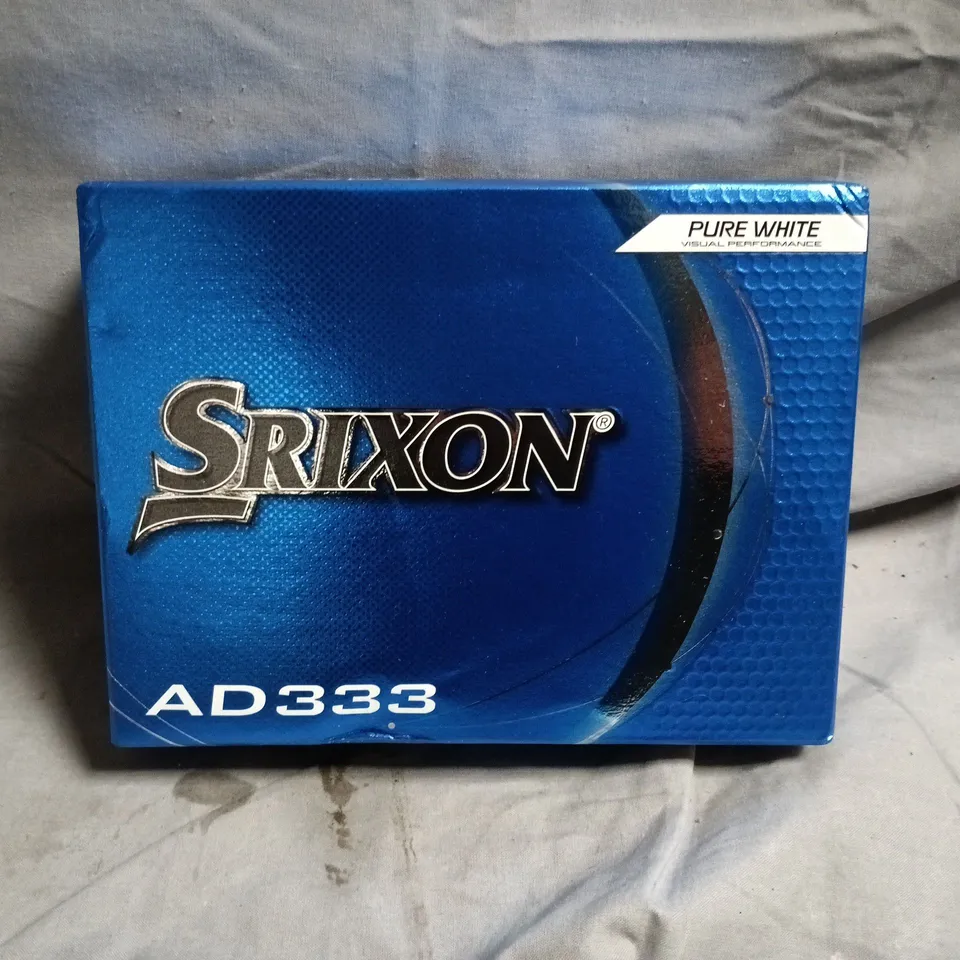 PURE WHITE
VISUAL PERFORMANCE
SRIXON®
AD333